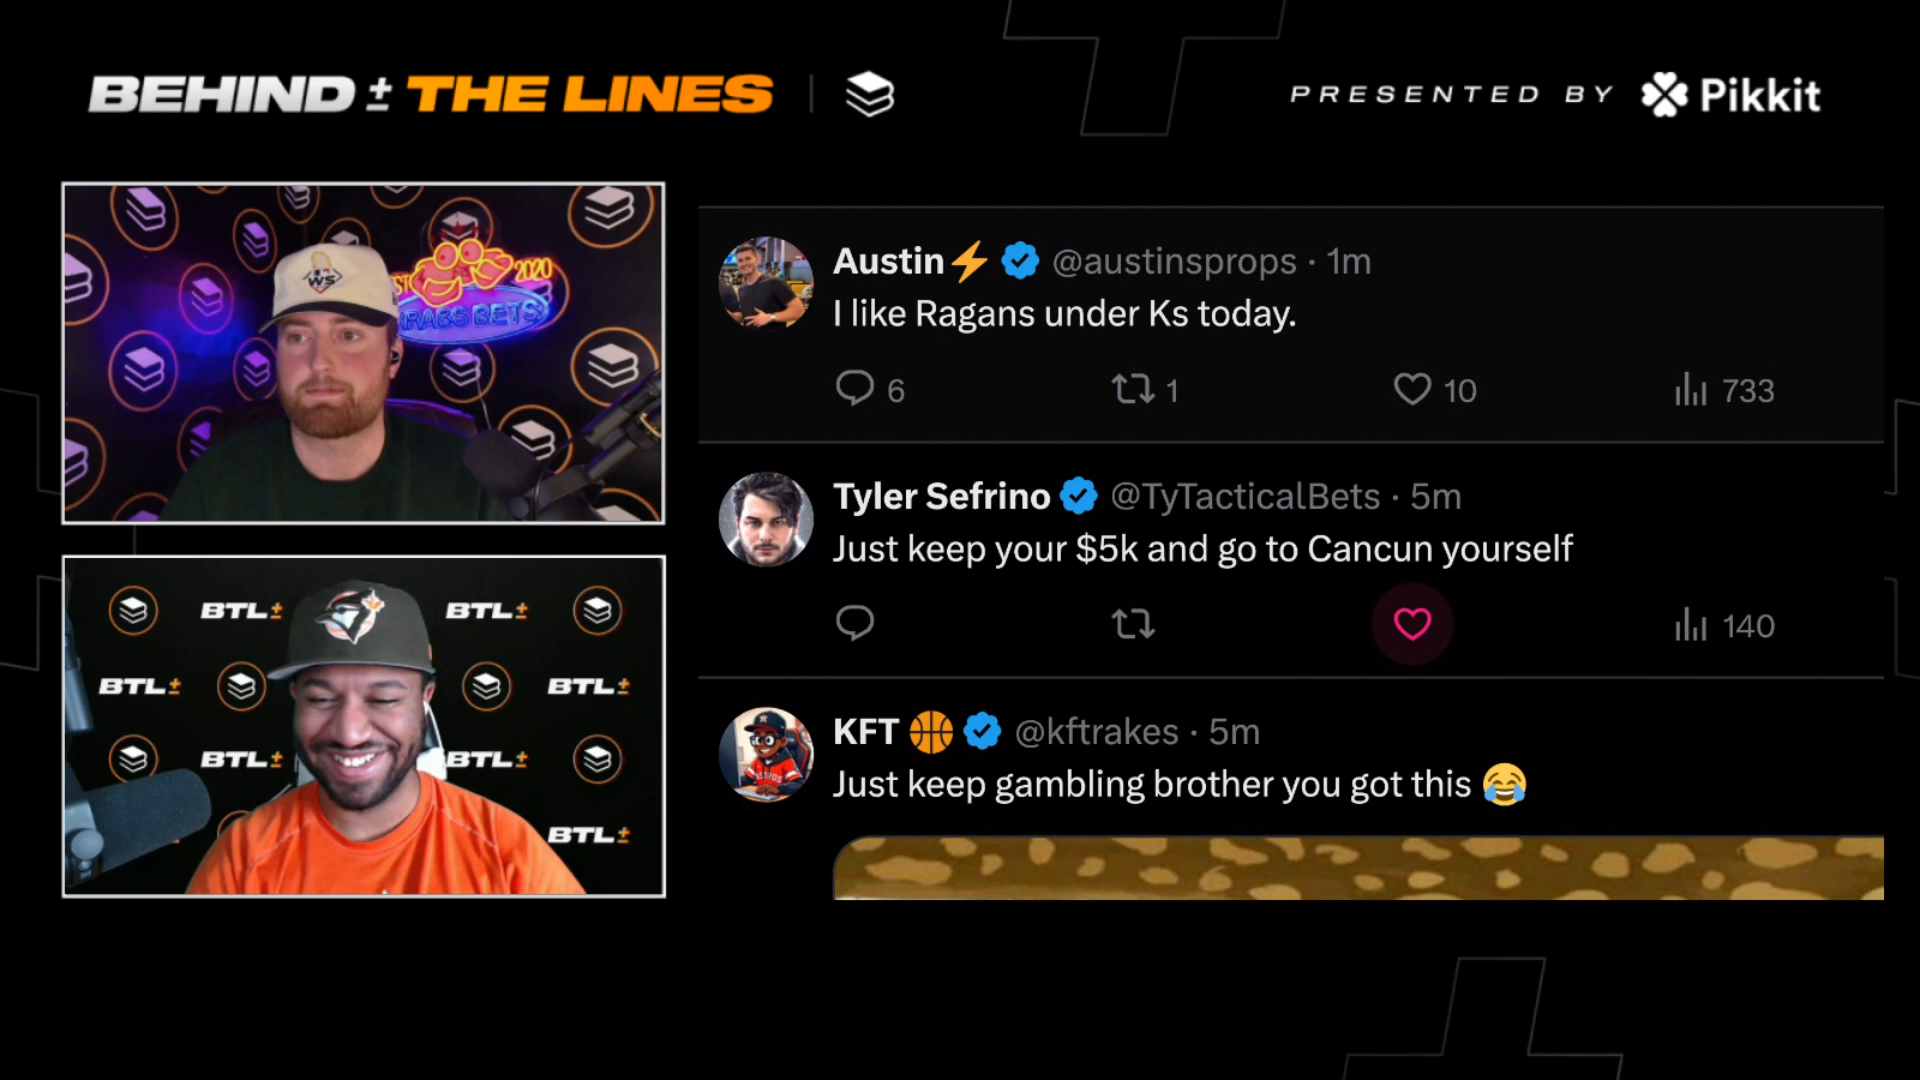 BEHIND ± THE LINES
PRESENTED BY Pikkit
WS
2020
KRABS BETS
BTL±
BTL±
BTL±
BTL±
BTL±
BTL±
BTL±
Austin⚡ @austinsprops · 1m
I like Ragans under Ks today.
6 1 10 733
Tyler Sefrino @TyTacticalBets · 5m
Just keep your $5k and go to Cancun yourself
140
KFT 🏀 @kftrakes · 5m
Just keep gambling brother you got this 😂